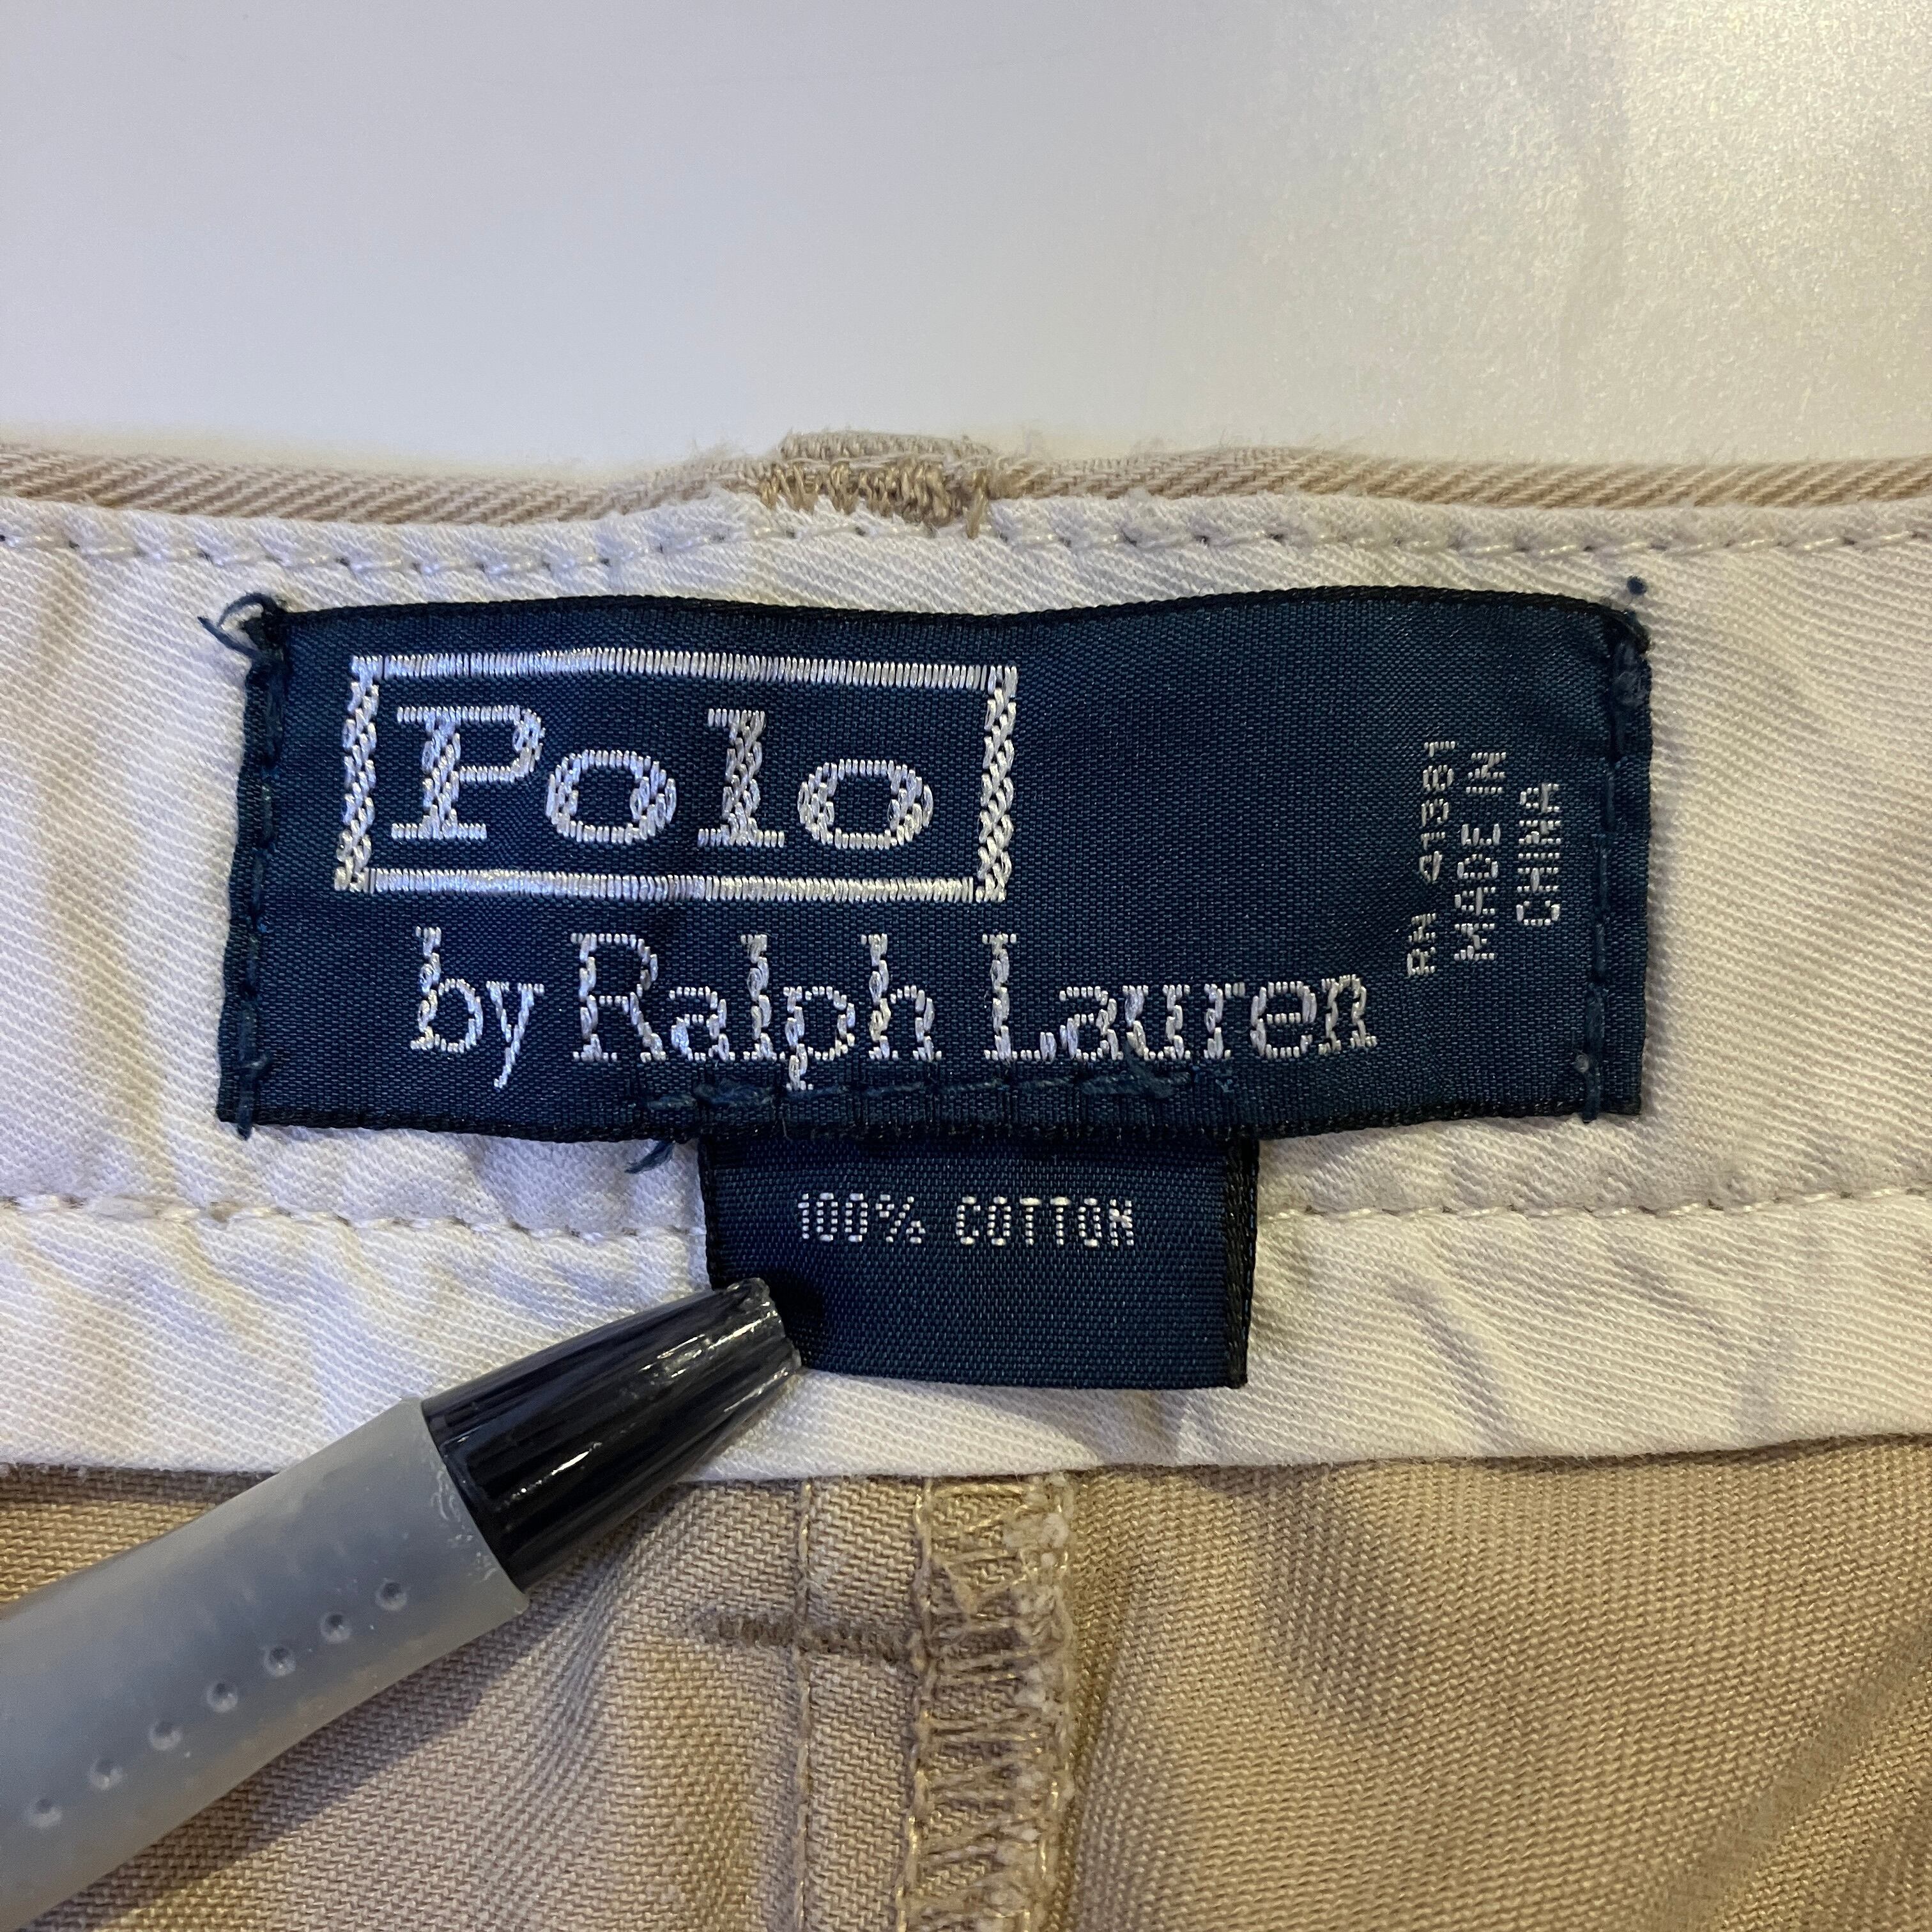 Polo
by Ralph Lauren
RN 41381
MADE IN
CHINA
100% COTTON